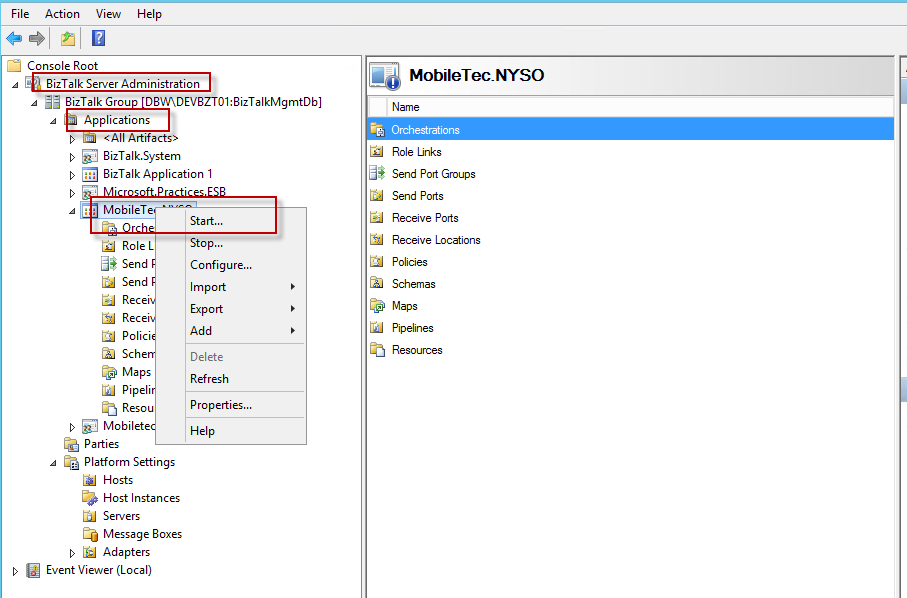 File Action View Help
Console Root
BizTalk Server Administration
BizTalk Group [DBW\DEVBZT01:BizTalkMgmtDb]
Applications
<All Artifacts>
BizTalk.System
BizTalk Application 1
Microsoft.Practices.ESB
MobileTec.NYSO
Orche
Role L
Send P
Send P
Receiv
Receiv
Policie
Schem
Maps
Pipelin
Resou
Mobiletec
Parties
Platform Settings
Hosts
Host Instances
Servers
Message Boxes
Adapters
Event Viewer (Local)
Start...
Stop...
Configure...
Import
Export
Add
Delete
Refresh
Properties...
Help
MobileTec.NYSO
Name
Orchestrations
Role Links
Send Port Groups
Send Ports
Receive Ports
Receive Locations
Policies
Schemas
Maps
Pipelines
Resources